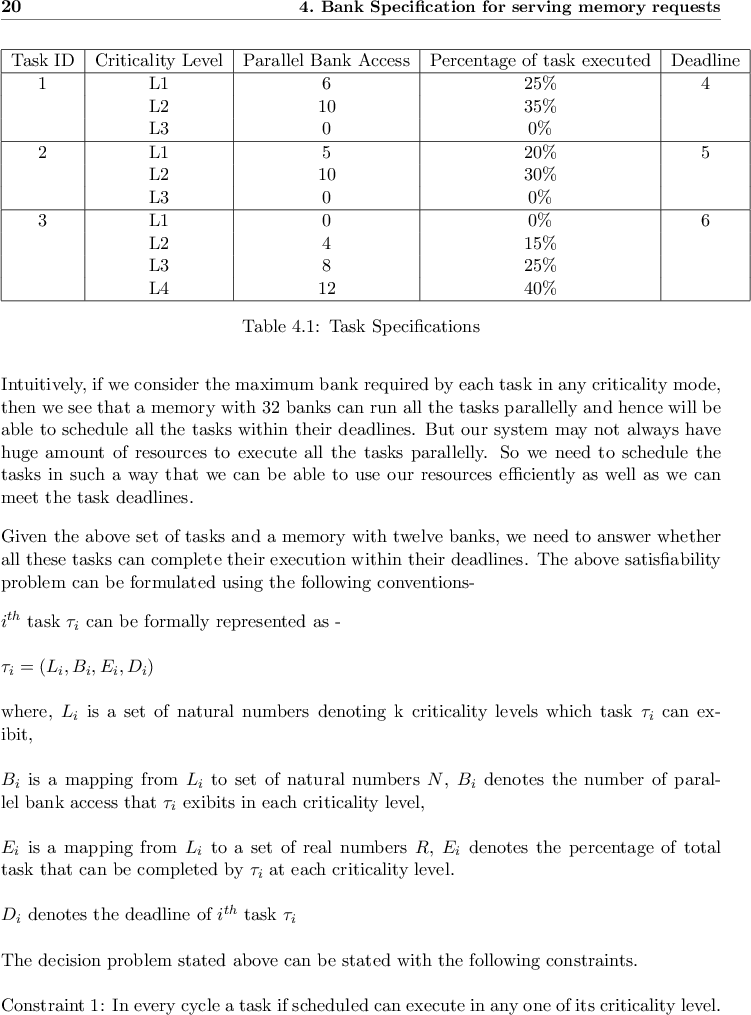 20 4. Bank Specification for serving memory requests
Task ID Criticality Level Parallel Bank Access Percentage of task executed Deadline
1 L1 6 25% 4
L2 10 35%
L3 0 0%
2 L1 5 20% 5
L2 10 30%
L3 0 0%
3 L1 0 0% 6
L2 4 15%
L3 8 25%
L4 12 40%
Table 4.1: Task Specifications
Intuitively, if we consider the maximum bank required by each task in any criticality mode,
then we see that a memory with 32 banks can run all the tasks parallelly and hence will be
able to schedule all the tasks within their deadlines. But our system may not always have
huge amount of resources to execute all the tasks parallelly. So we need to schedule the
tasks in such a way that we can be able to use our resources efficiently as well as we can
meet the task deadlines.
Given the above set of tasks and a memory with twelve banks, we need to answer whether
all these tasks can complete their execution within their deadlines. The above satisfiability
problem can be formulated using the following conventions-
i^{th} task τ_i can be formally represented as -
τ_i = (L_i, B_i, E_i, D_i)
where, L_i is a set of natural numbers denoting k criticality levels which task τ_i can ex-
ibit,
B_i is a mapping from L_i to set of natural numbers N, B_i denotes the number of paral-
lel bank access that τ_i exibits in each criticality level,
E_i is a mapping from L_i to a set of real numbers R, E_i denotes the percentage of total
task that can be completed by τ_i at each criticality level.
D_i denotes the deadline of i^{th} task τ_i
The decision problem stated above can be stated with the following constraints.
Constraint 1: In every cycle a task if scheduled can execute in any one of its criticality level.